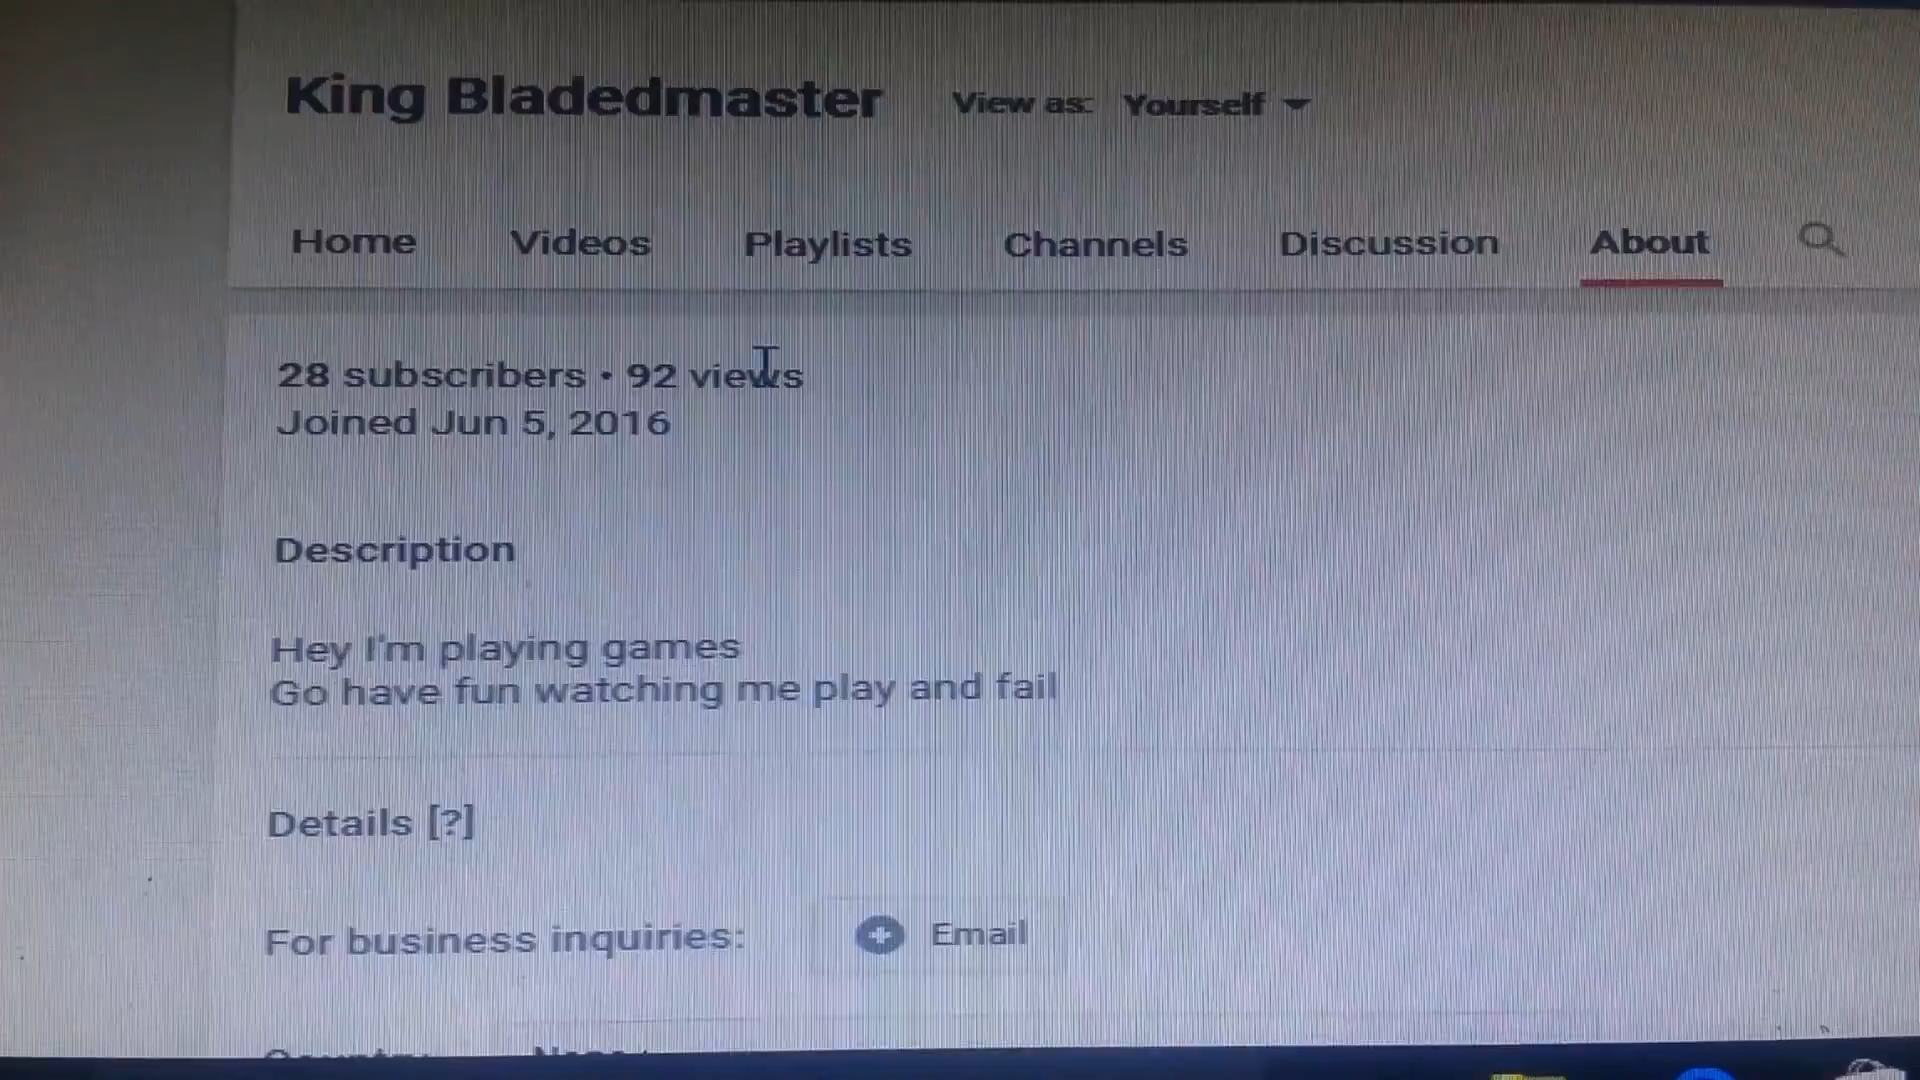 King Bladedmaster View as: Yourself
Home Videos Playlists Channels Discussion About
28 subscribers • 92 views
Joined Jun 5, 2016
Description
Hey I'm playing games
Go have fun watching me play and fail
Details [?]
For business inquiries: Email